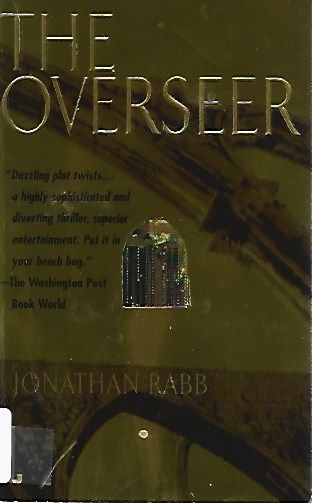 THE
OVERSEER
"Dazzling plot twists...
a highly sophisticated and
diverting thriller, superior
entertainment. Put it in
your beach bag."
—The Washington Post
Book World
JONATHAN RABB